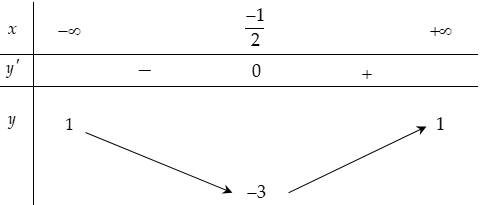 x −∞ −1/2 +∞
y' − 0 +
y 1 1
−3